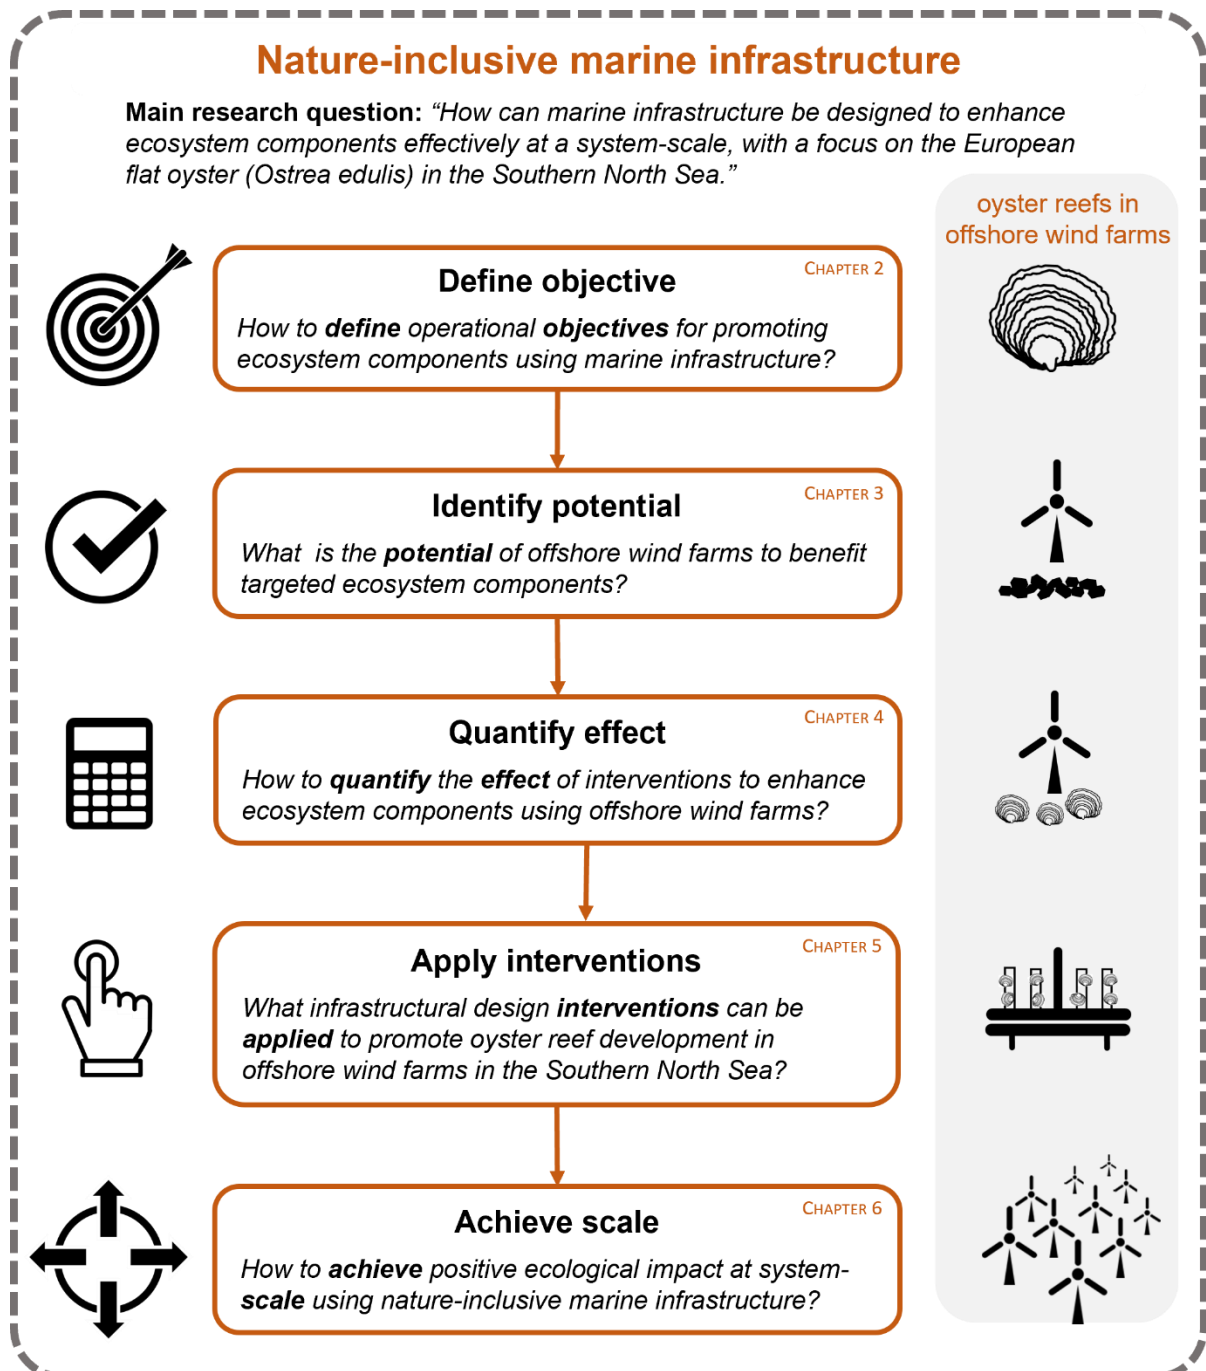 Nature-inclusive marine infrastructure
Main research question: “How can marine infrastructure be designed to enhance
ecosystem components effectively at a system-scale, with a focus on the European
flat oyster (Ostrea edulis) in the Southern North Sea.”
oyster reefs in
offshore wind farms
CHAPTER 2
Define objective
How to define operational objectives for promoting
ecosystem components using marine infrastructure?
CHAPTER 3
Identify potential
What is the potential of offshore wind farms to benefit
targeted ecosystem components?
CHAPTER 4
Quantify effect
How to quantify the effect of interventions to enhance
ecosystem components using offshore wind farms?
CHAPTER 5
Apply interventions
What infrastructural design interventions can be
applied to promote oyster reef development in
offshore wind farms in the Southern North Sea?
CHAPTER 6
Achieve scale
How to achieve positive ecological impact at system-
scale using nature-inclusive marine infrastructure?